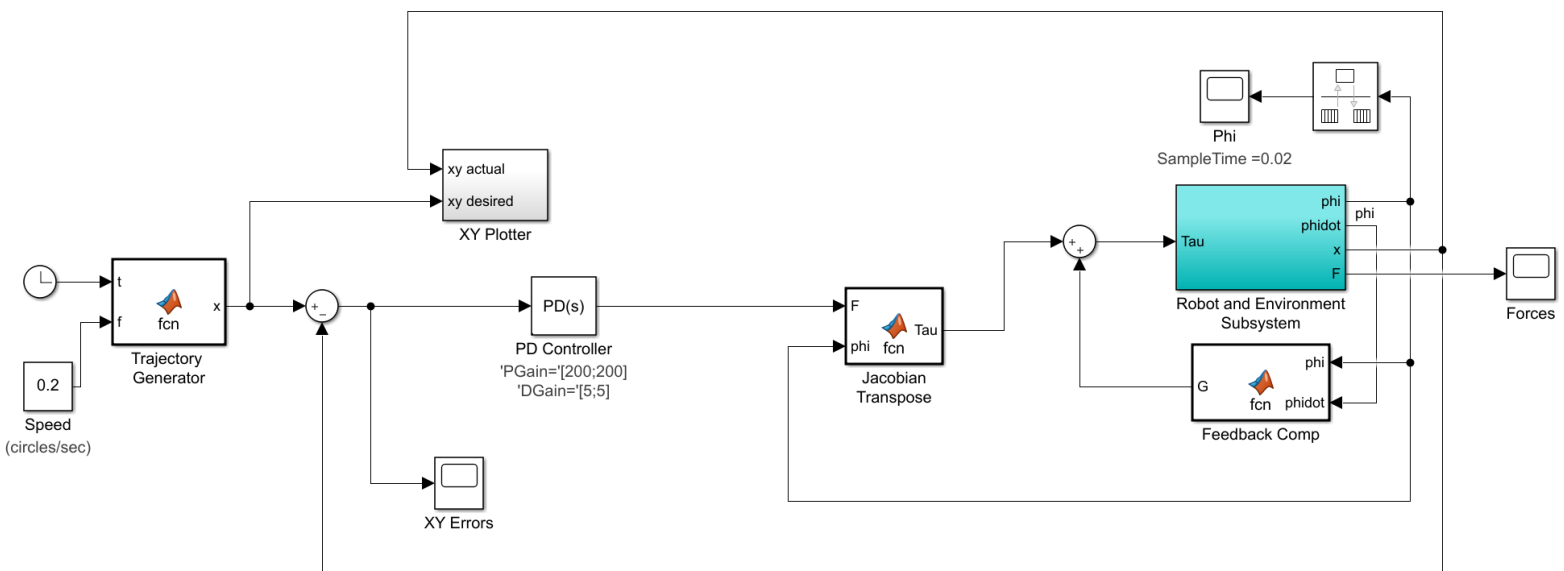 Phi
SampleTime =0.02
xy actual
xy desired
XY Plotter
phi
phi
phidot
Tau
x
F
Robot and Environment
Subsystem
Forces
t
f
x
fcn
Trajectory
Generator
+
−
PD(s)
PD Controller
'PGain='[200;200]
'DGain='[5;5]
F
phi
Tau
fcn
Jacobian
Transpose
+
+
0.2
Speed
(circles/sec)
phi
G
fcn
phidot
Feedback Comp
XY Errors